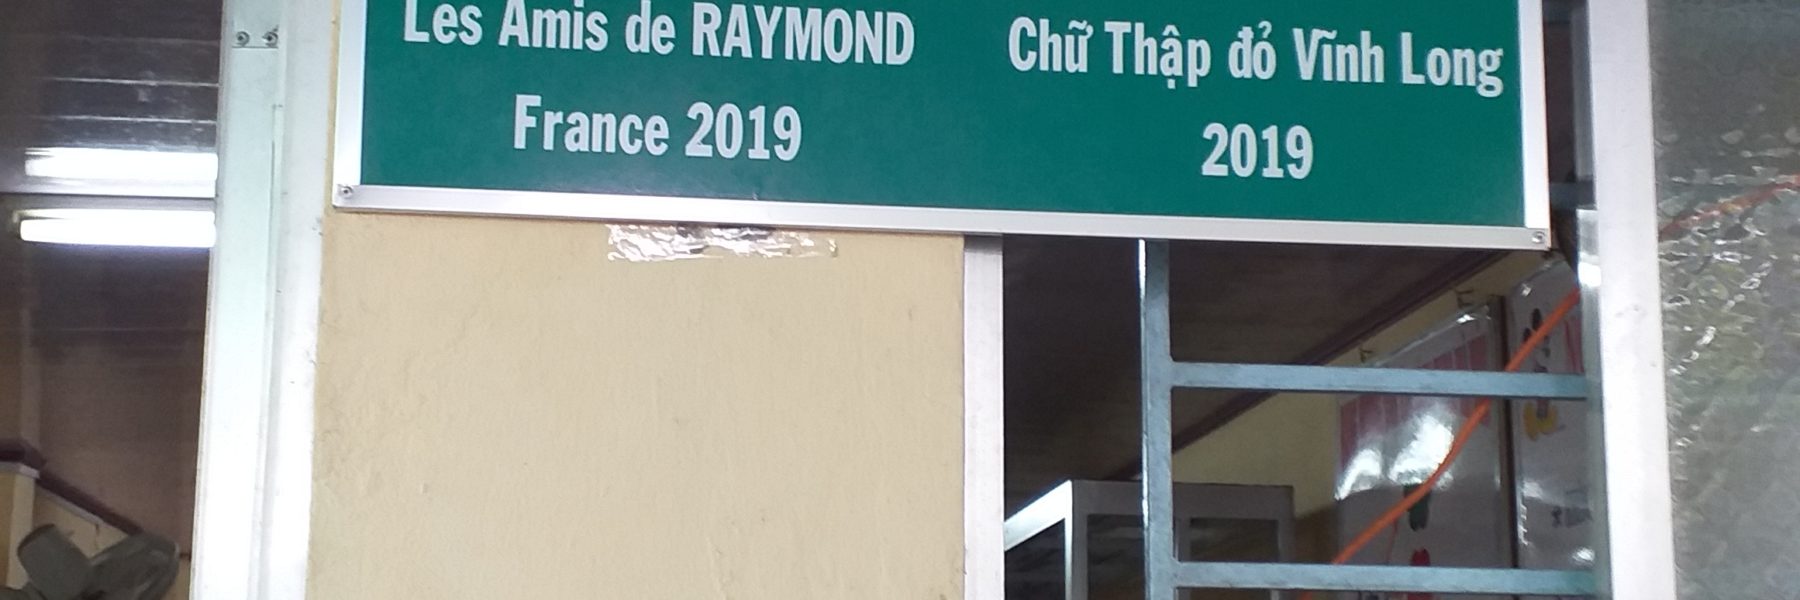 Les Amis de RAYMOND
France 2019
Chữ Thập đỏ Vĩnh Long
2019